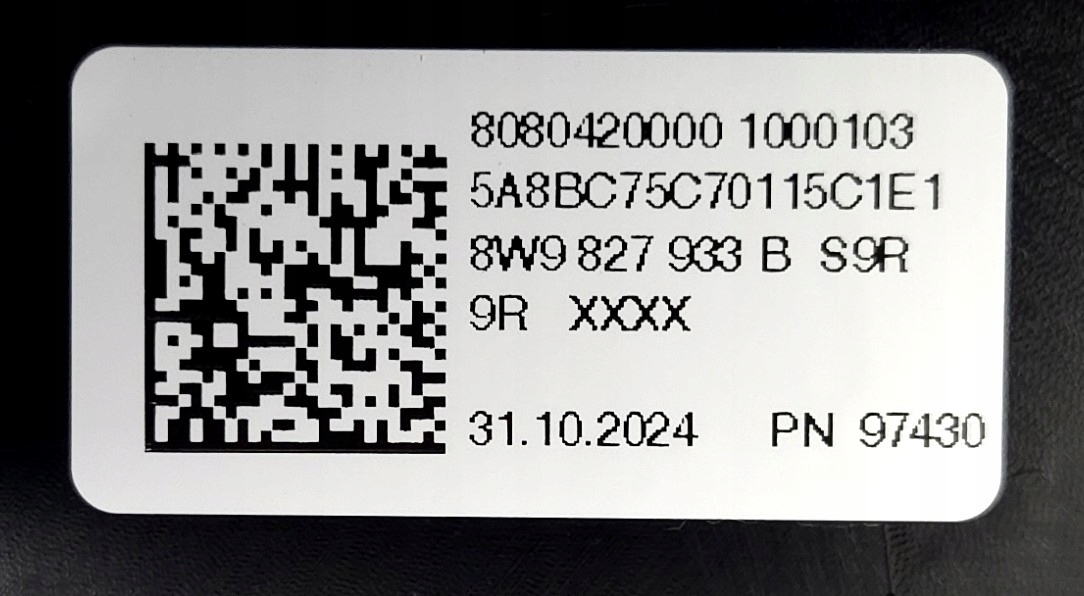 8080420000 1000103
5A8BC75C70115C1E1
8W9 827 933 B S9R
9R XXXX
31.10.2024 PN 97430